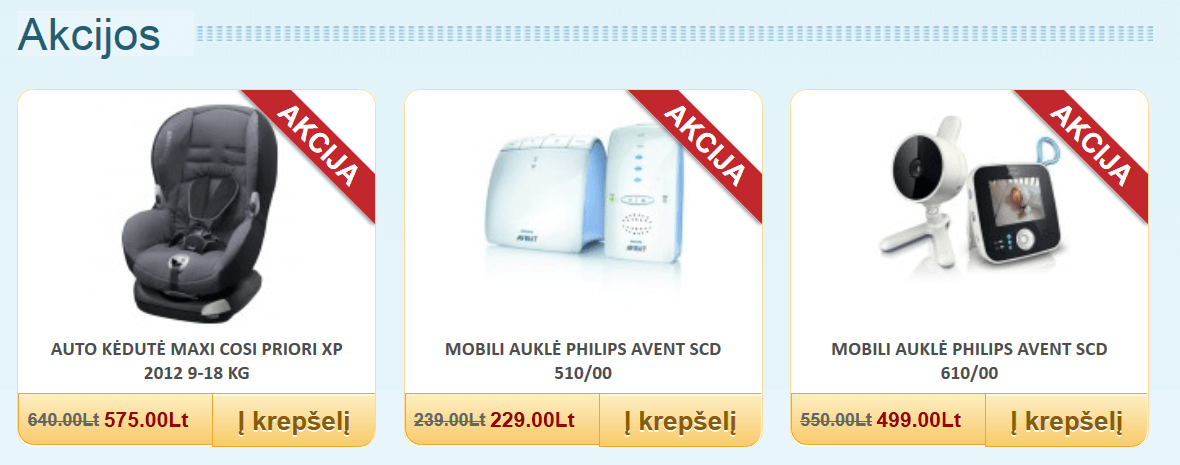 Akcijos
AKCIJA
AKCIJA
AKCIJA
AVENT
AVENT
AUTO KĖDUTĖ MAXI COSI PRIORI XP
2012 9-18 KG
MOBILI AUKLĖ PHILIPS AVENT SCD
510/00
MOBILI AUKLĖ PHILIPS AVENT SCD
610/00
640.00Lt 575.00Lt
Į krepšelį
239.00Lt 229.00Lt
Į krepšelį
550.00Lt 499.00Lt
Į krepšelį